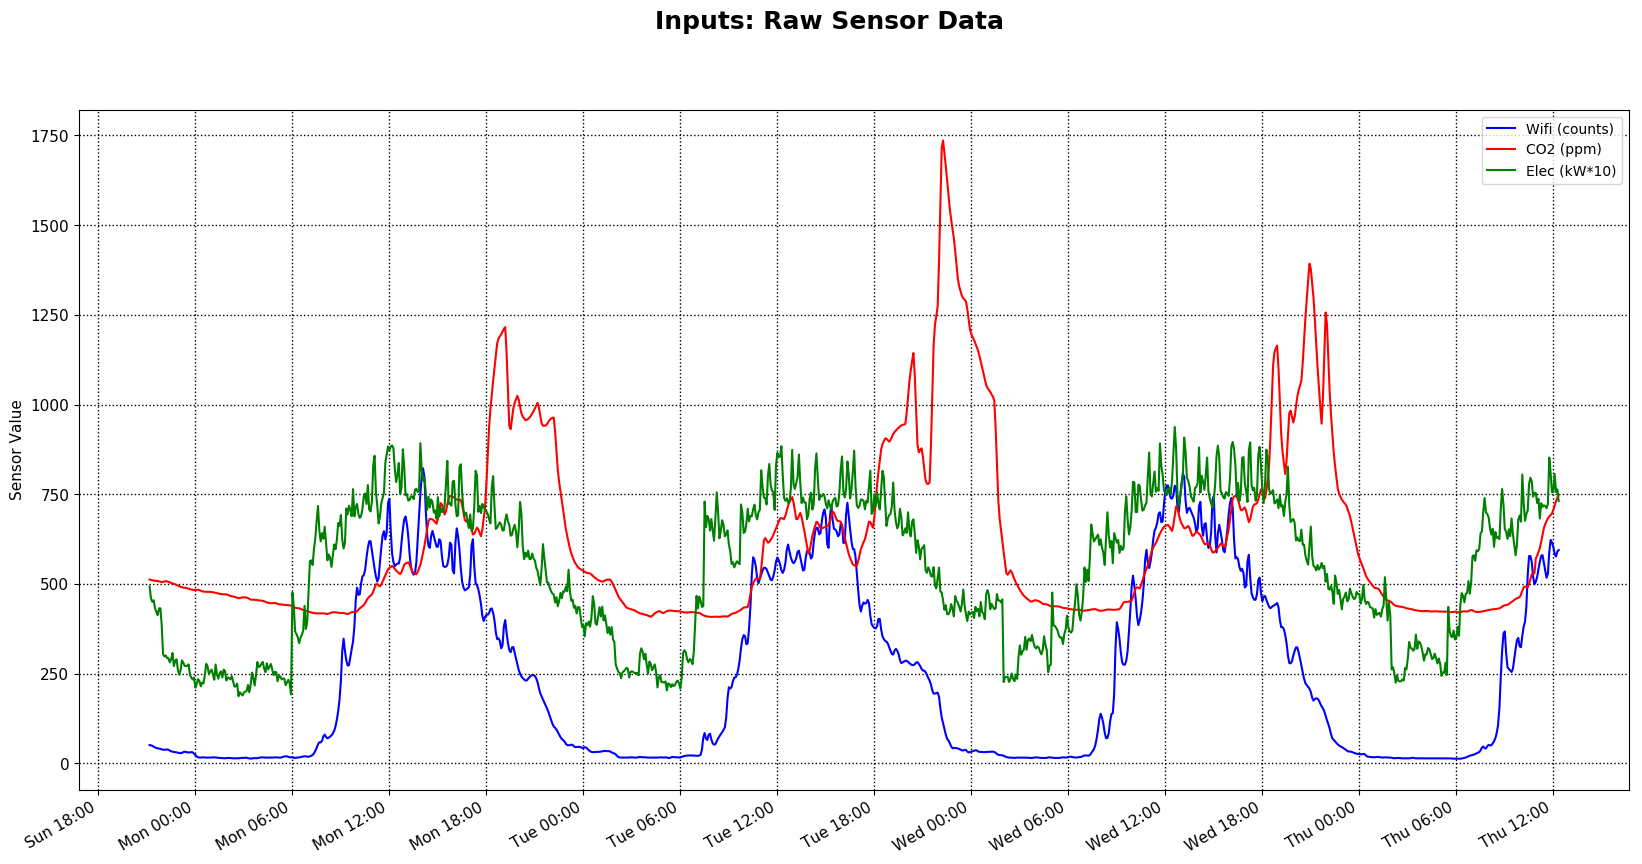 Inputs: Raw Sensor Data
Wifi (counts)
CO2 (ppm)
Elec (kW*10)
Sensor Value
1750
1500
1250
1000
750
500
250
0
Sun 18:00
Mon 00:00
Mon 06:00
Mon 12:00
Mon 18:00
Tue 00:00
Tue 06:00
Tue 12:00
Tue 18:00
Wed 00:00
Wed 06:00
Wed 12:00
Wed 18:00
Thu 00:00
Thu 06:00
Thu 12:00